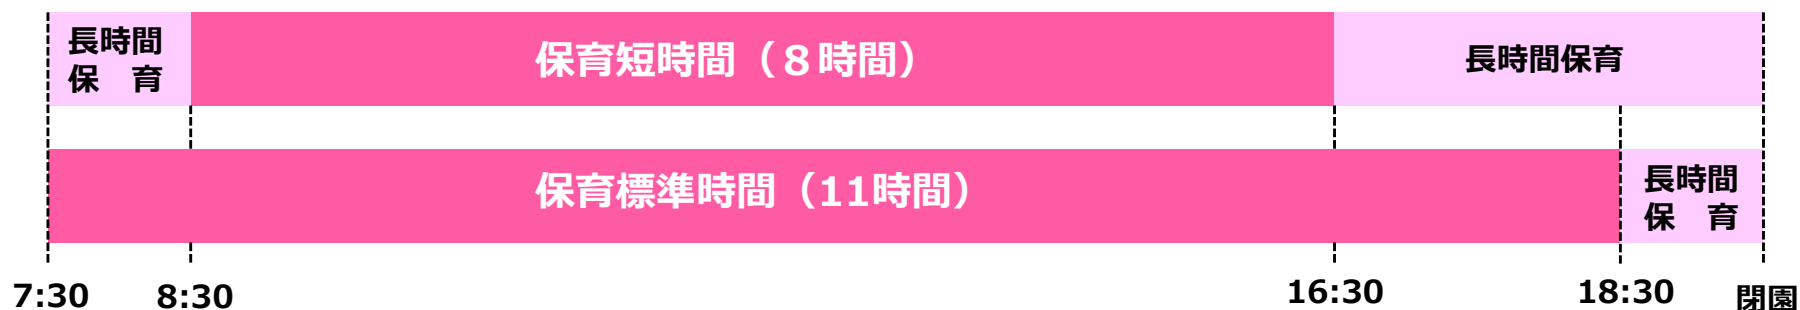 長時間
保　育
保育短時間（８時間）
長時間保育
保育標準時間（11時間）
長時間
保　育
7:30
8:30
16:30
18:30
閉園